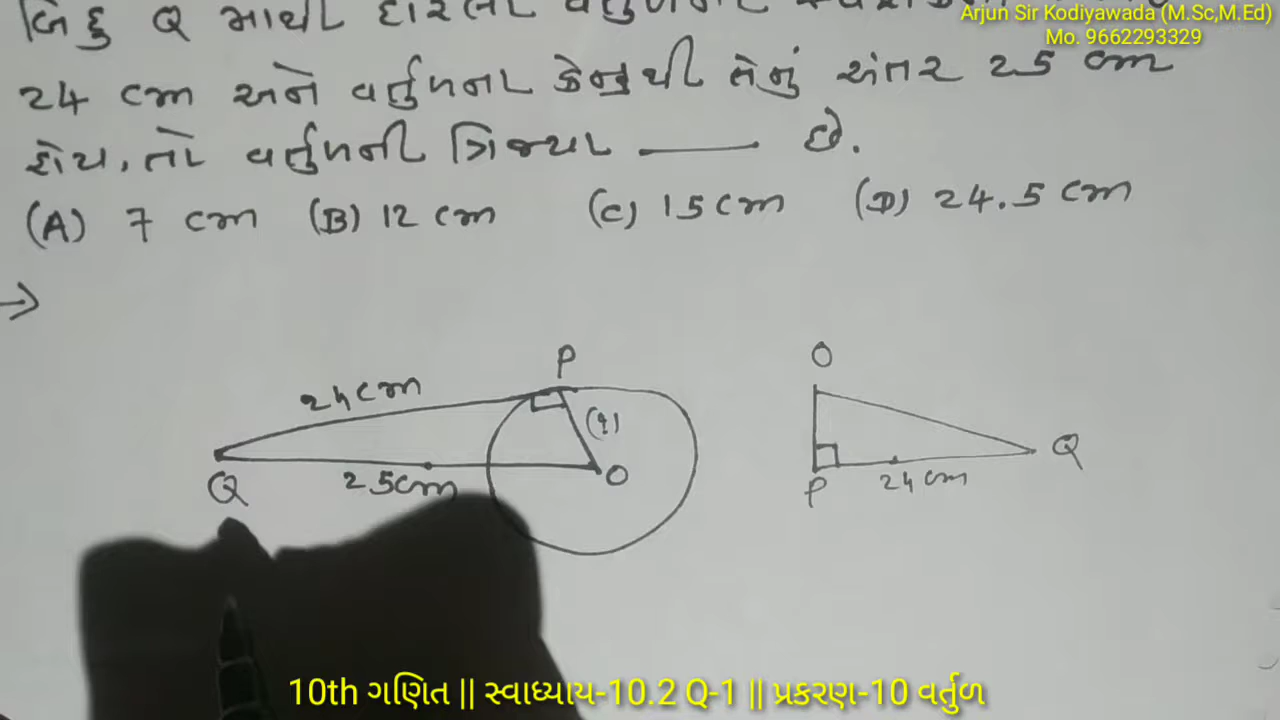 બિંદુ Q માંથી દોરેલા
Arjun Sir Kodiyawada (M.Sc,M.Ed)
Mo. 9662293329
24 cm અને વર્તુળના કેન્દ્રથી તેનું અંતર 25 cm
હોય, તો વર્તુળની ત્રિજ્યા ____ છે.
(A) 7 cm (B) 12 cm (C) 15 cm (D) 24.5 cm
→
P O
24 cm
(૧)
Q 25cm O
P 24 cm Q
10th ગણિત || સ્વાધ્યાય-10.2 Q-1 || પ્રકરણ-10 વર્તુળ